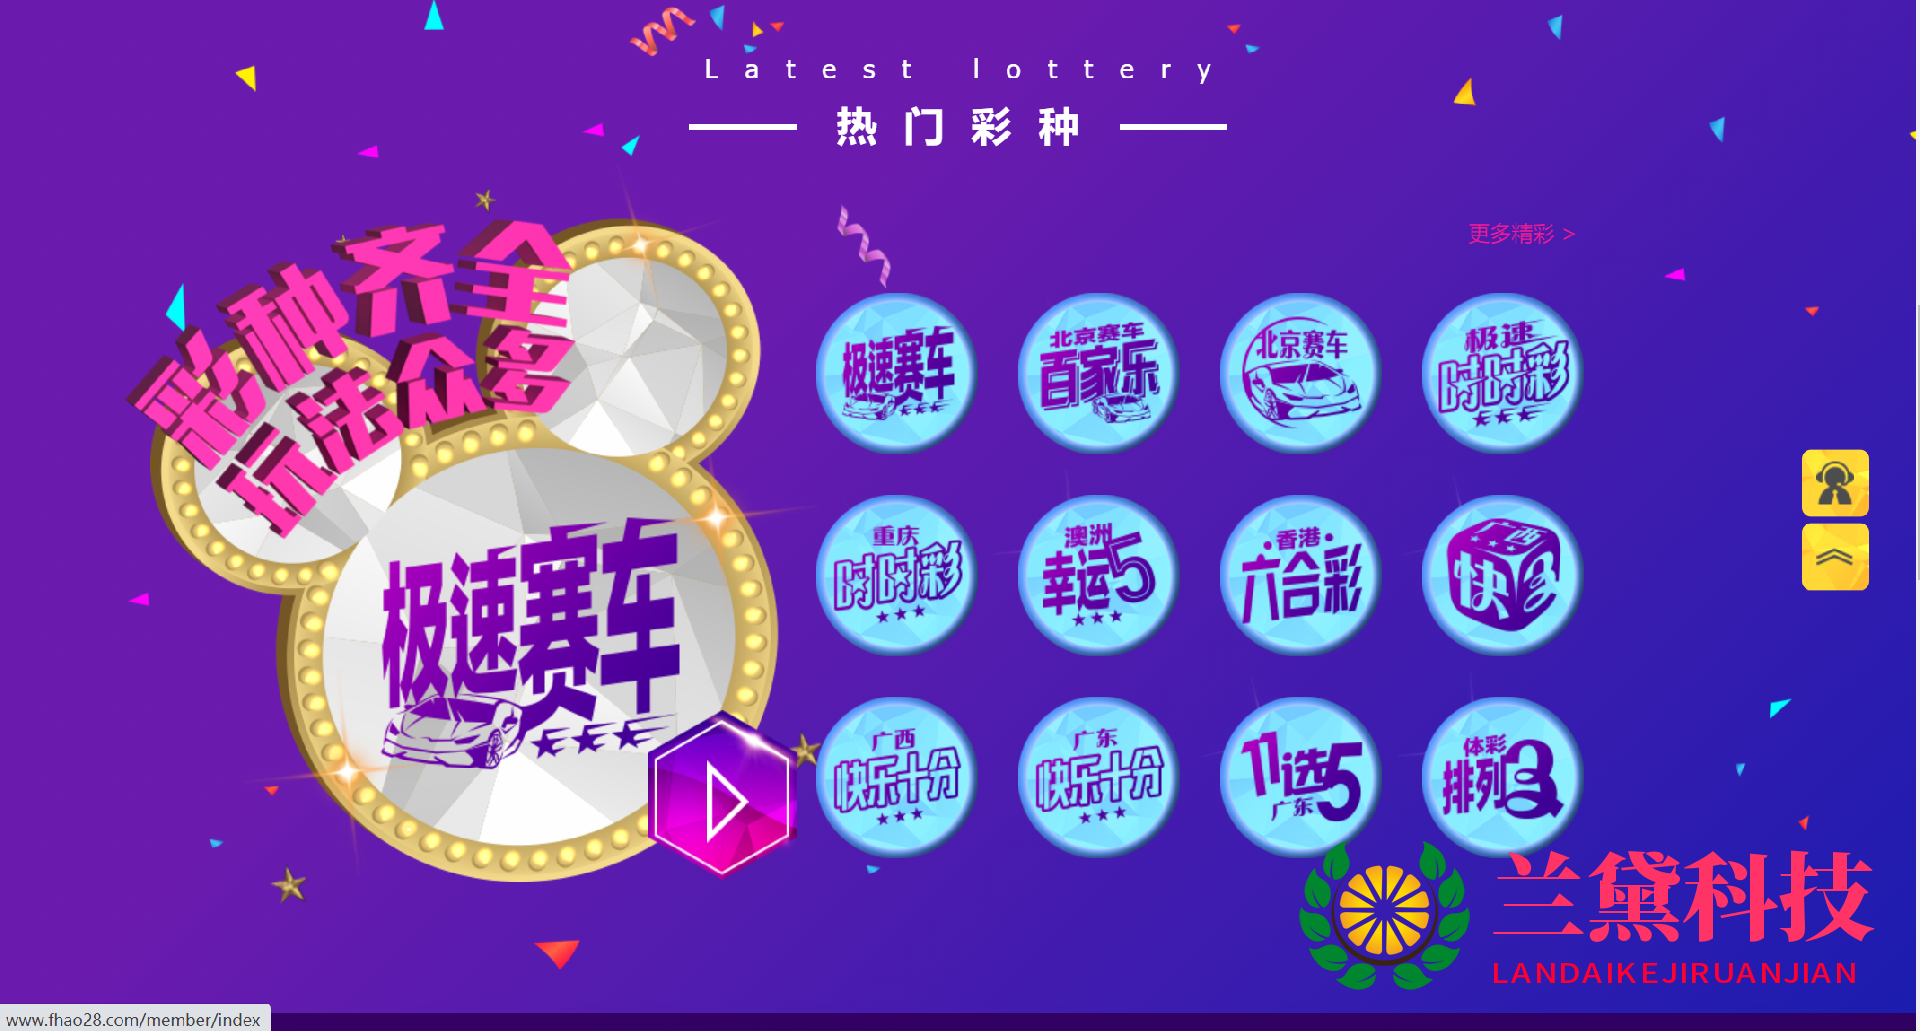 Latest lottery
热门彩种
更多精彩 >
彩种齐全
玩法众多
极速赛车
极速赛车
北京赛车
百家乐
北京赛车
极速
时时彩
重庆
时时彩
澳洲
幸运5
·香港·
六合彩
广西
快3
广西
快乐十分
广东
快乐十分
11选5
广东
体彩
排列3
兰黛科技
LANDAIKEJIRUANJIAN
www.fhao28.com/member/index